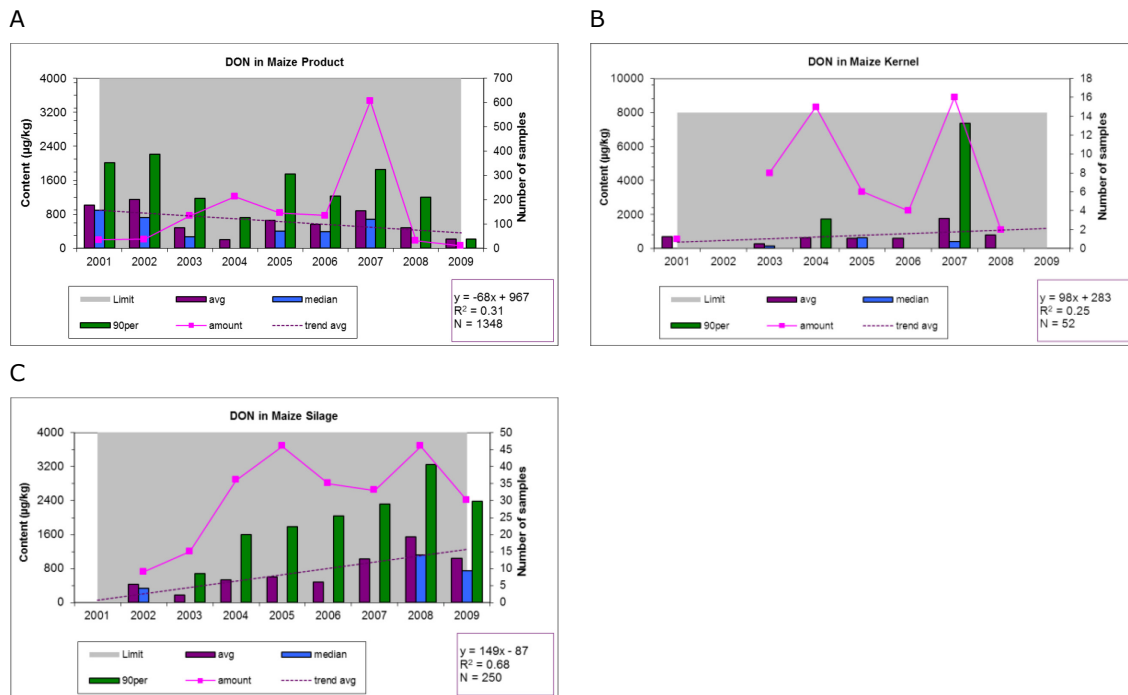 A
DON in Maize Product
4000
3200
2400
1600
800
0
Content (µg/kg)
700
600
500
400
300
200
100
0
Number of samples
2001 2002 2003 2004 2005 2006 2007 2008 2009
Limit avg median
90per amount trend avg
y = -68x + 967
R² = 0.31
N = 1348
B
DON in Maize Kernel
10000
8000
6000
4000
2000
0
Content (µg/kg)
18
16
14
12
10
8
6
4
2
0
Number of samples
2001 2002 2003 2004 2005 2006 2007 2008 2009
Limit avg median
90per amount trend avg
y = 98x + 283
R² = 0.25
N = 52
C
DON in Maize Silage
4000
3200
2400
1600
800
0
Content (µg/kg)
50
45
40
35
30
25
20
15
10
5
0
Number of samples
2001 2002 2003 2004 2005 2006 2007 2008 2009
Limit avg median
90per amount trend avg
y = 149x - 87
R² = 0.68
N = 250